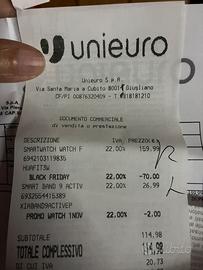 unieuro
Unieuro S.p.A.
Via Santa Maria a Cubito 8001 Giugliano
CF/PI 00876320409 - T 818181210
DOCUMENTO COMMERCIALE
di vendita o prestazione
DESCRIZIONE IVA PREZZO(€)
SMARTWATCH WATCH F 22,00% 159,99
6942103119835
HUAFIT3W
BLACK FRIDAY 22,00% -70,00
SMART BAND 9 ACTIV 22,00% 26,99
6932554415389
XIABAND9ACTIVEP
PROMO WATCH 1NOV 22,00% -2,00
SUBTOTALE 114,98
TOTALE COMPLESSIVO 114,98
DI CUI IVA 20,73